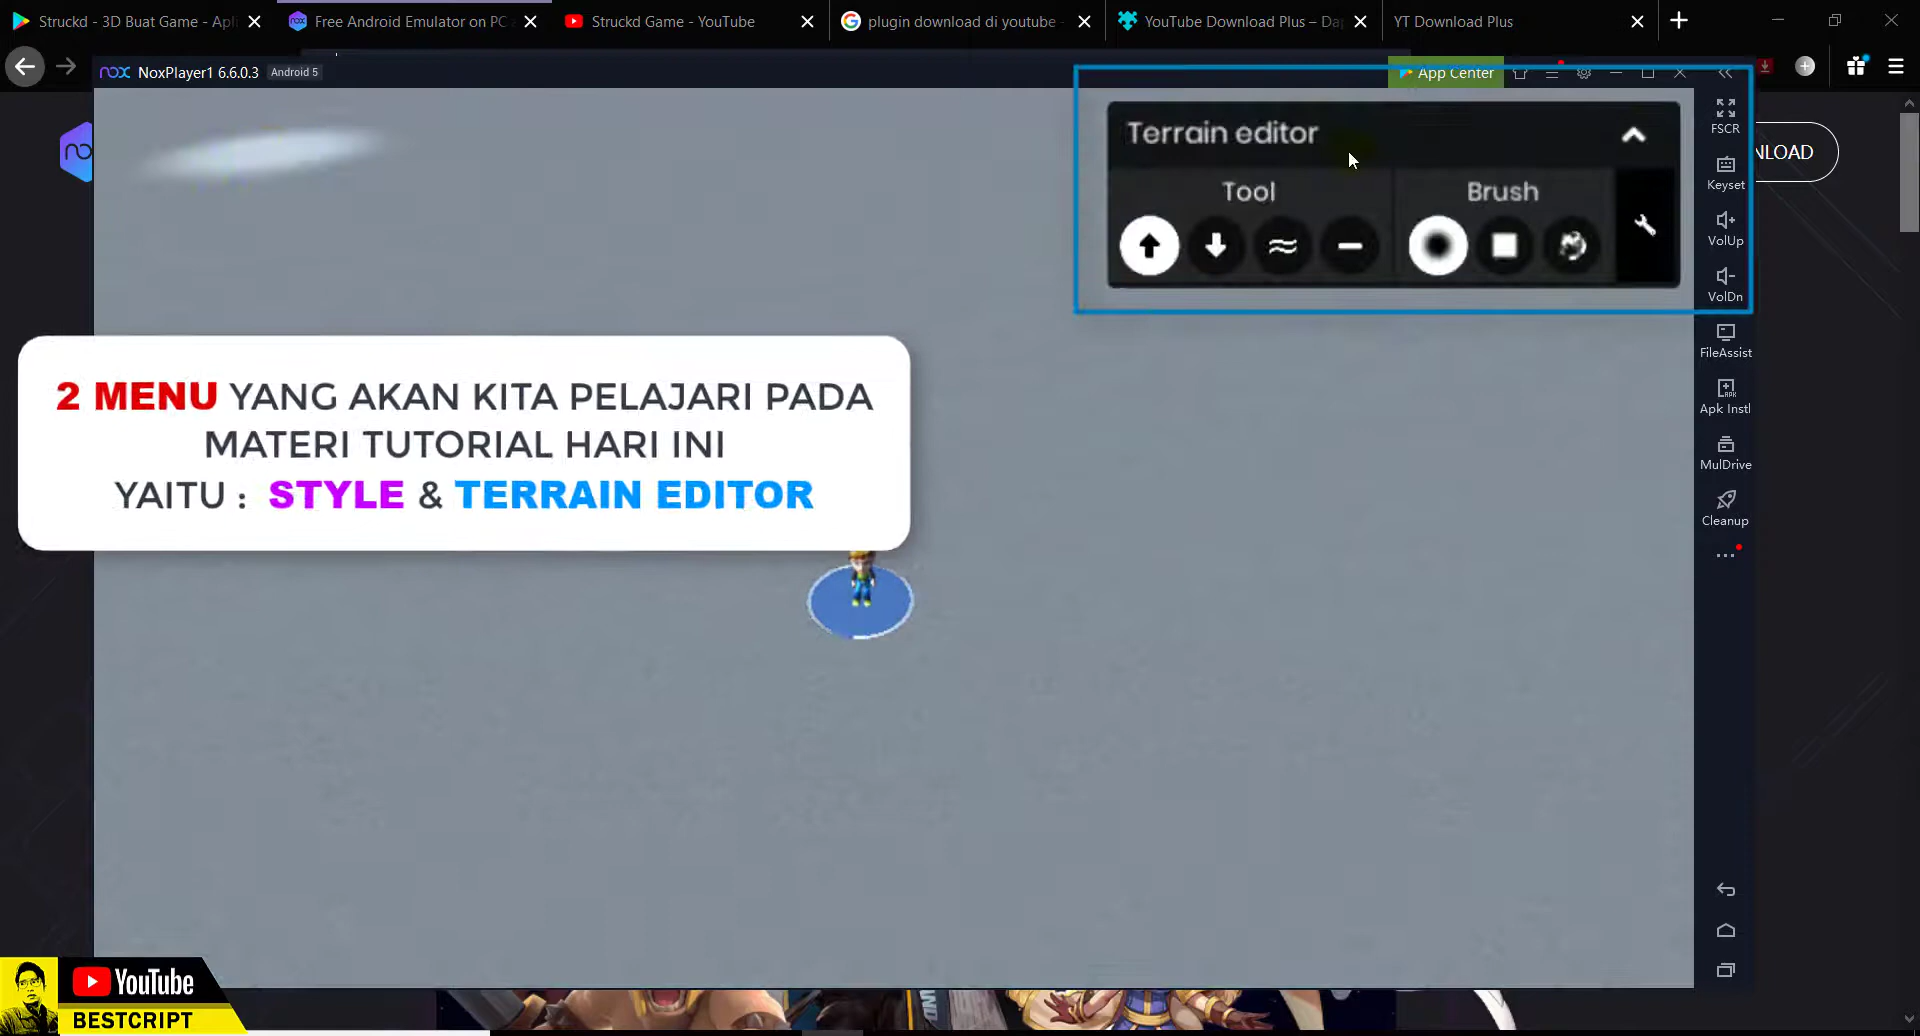 Struckd - 3D Buat Game - Apli
Free Android Emulator on PC a
Struckd Game - YouTube
plugin download di youtube -
YouTube Download Plus – Dap
YT Download Plus
nox NoxPlayer1 6.6.0.3 Android 5
App Center
Terrain editor
Tool
Brush
FSCR
Keyset
VolUp
VolDn
FileAssist
Apk Instl
MulDrive
Cleanup
NLOAD
2 MENU YANG AKAN KITA PELAJARI PADA
MATERI TUTORIAL HARI INI
YAITU : STYLE & TERRAIN EDITOR
YouTube
BESTCRIPT